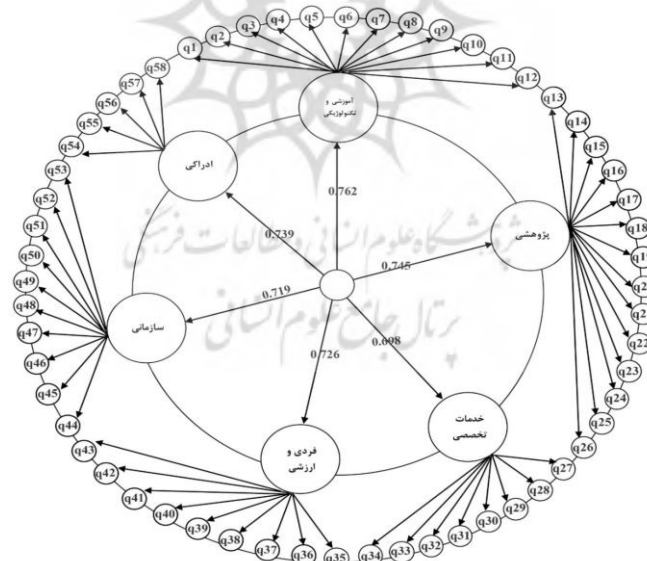 q1
q2
q3
q4
q5
q6
q7
q8
q9
q10
q11
q12
q13
q14
q15
q16
q17
q18
q19
q2
q2
q22
q23
q24
q25
q26
q27
q28
q29
q30
q31
q32
q33
q34
q35
q36
q37
q38
q39
q40
q41
q42
q43
q44
q45
q46
q47
q48
q49
q50
q51
q52
q53
q54
q55
q56
q57
q58
آموزشی و
تکنولوژیکی
ادراکی
پژوهشی
سازمانی
فردی و
ارزشی
خدمات
تخصصی
0.762
0.739
0.745
0.719
0.726
0.698
پژوهشگاه علوم انسانی و مطالعات فرهنگی
پرتال جامع علوم انسانی